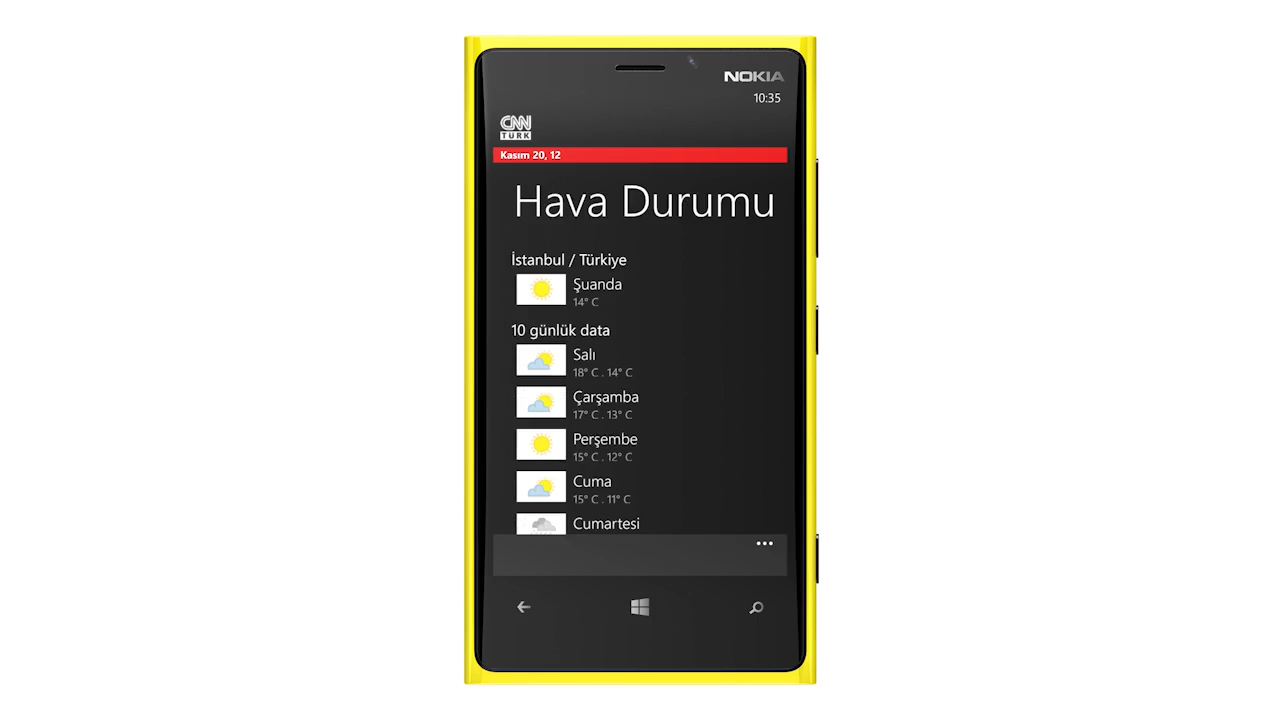 NOKIA
10:35
CNN
TÜRK
Kasım 20, 12
Hava Durumu
İstanbul / Türkiye
Şuanda
14° C
10 günlük data
Salı
18° C . 14° C
Çarşamba
17° C . 13° C
Perşembe
15° C . 12° C
Cuma
15° C . 11° C
Cumartesi